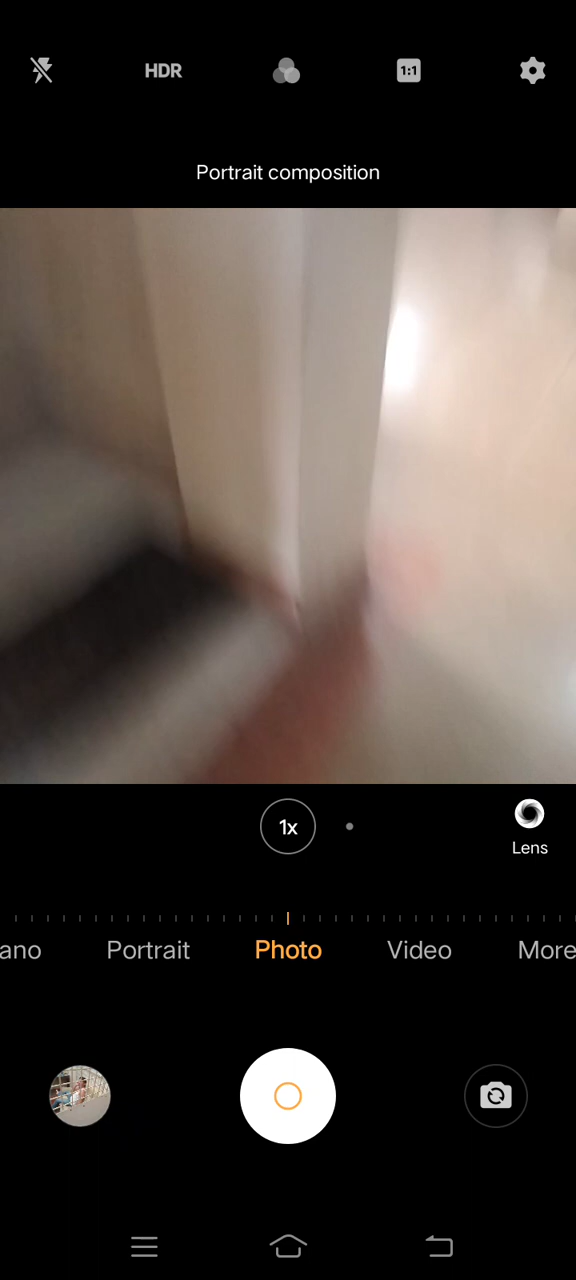 HDR
1:1
Portrait composition
1x
Lens
ano
Portrait
Photo
Video
More